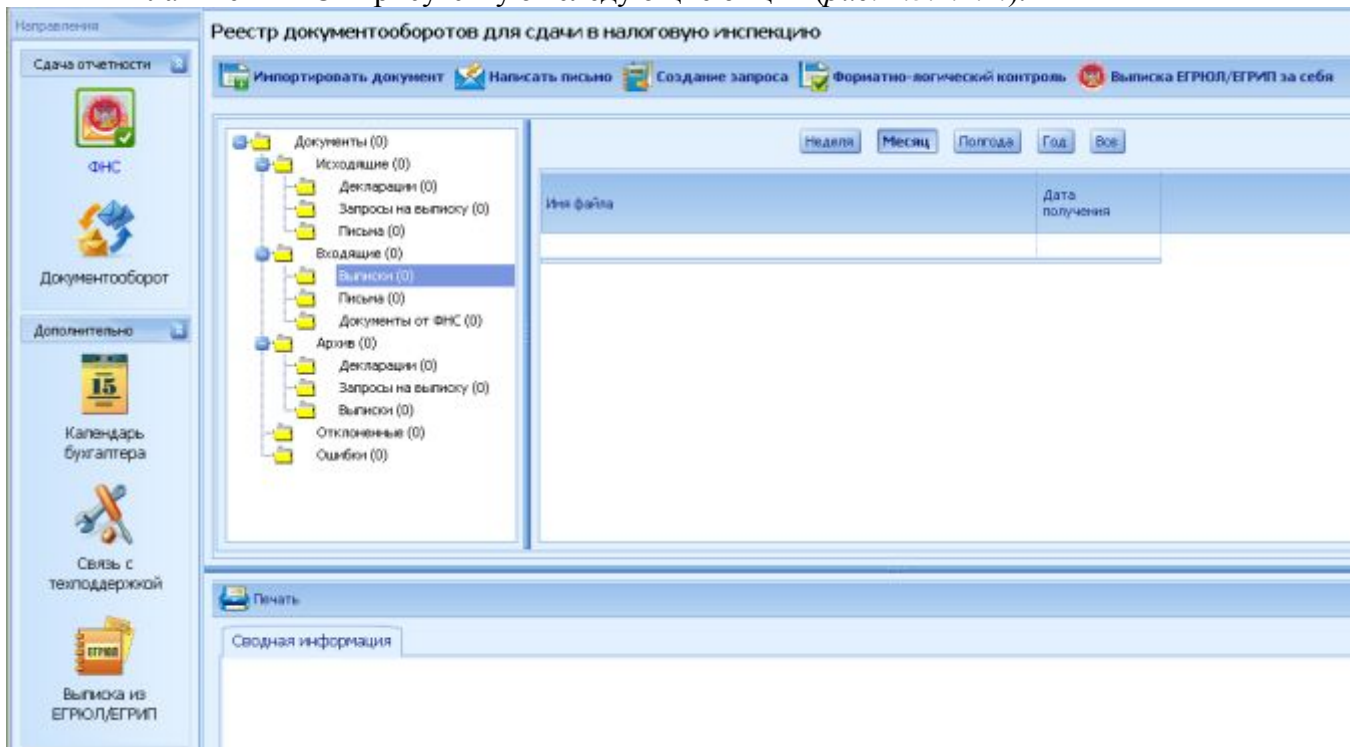 Направления
Сдача отчетности
ФНС
Документооборот
Дополнительно
15
Календарь
бухгалтера
Связь с
техподдержкой
ЕГРЮЛ
Выписка из
ЕГРЮЛ/ЕГРИП
Реестр документооборотов для сдачи в налоговую инспекцию
Импортировать документ Написать письмо Создание запроса Форматно-логический контроль Выписка ЕГРЮЛ/ЕГРИП за себя
Документы (0)
Исходящие (0)
Декларации (0)
Запросы на выписку (0)
Письма (0)
Входящие (0)
Выписки (0)
Письма (0)
Документы от ФНС (0)
Архив (0)
Декларации (0)
Запросы на выписку (0)
Выписки (0)
Отклоненные (0)
Ошибки (0)
Неделя Месяц Полгода Год Все
Имя файла
Дата
получения
Печать
Сводная информация